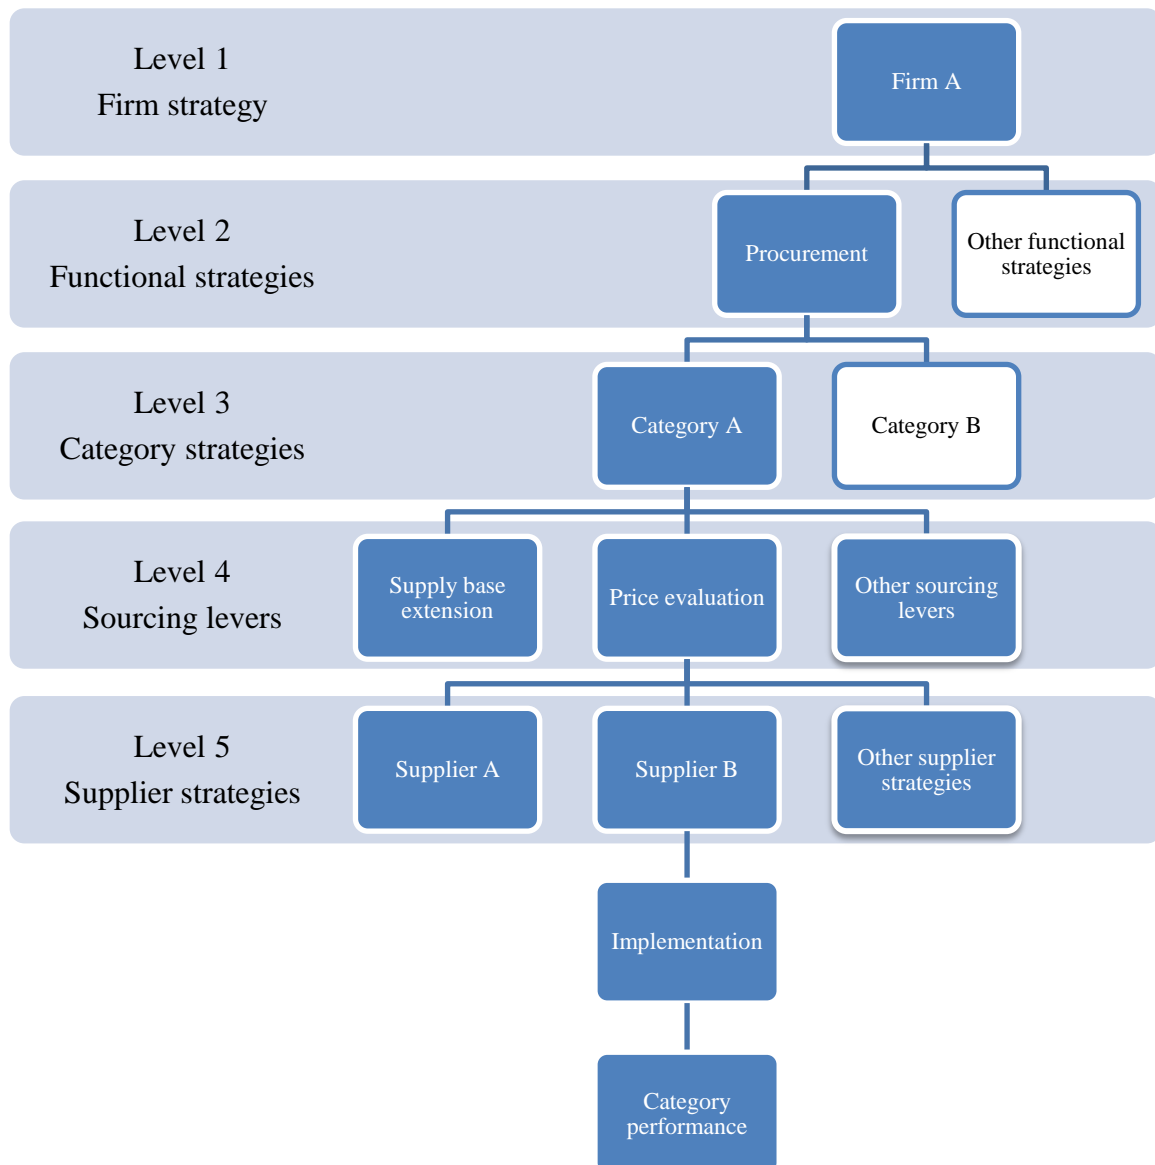 Level 1
Firm strategy
Firm A
Level 2
Functional strategies
Procurement
Other functional
strategies
Level 3
Category strategies
Category A
Category B
Level 4
Sourcing levers
Supply base
extension
Price evaluation
Other sourcing
levers
Level 5
Supplier strategies
Supplier A
Supplier B
Other supplier
strategies
Implementation
Category
performance